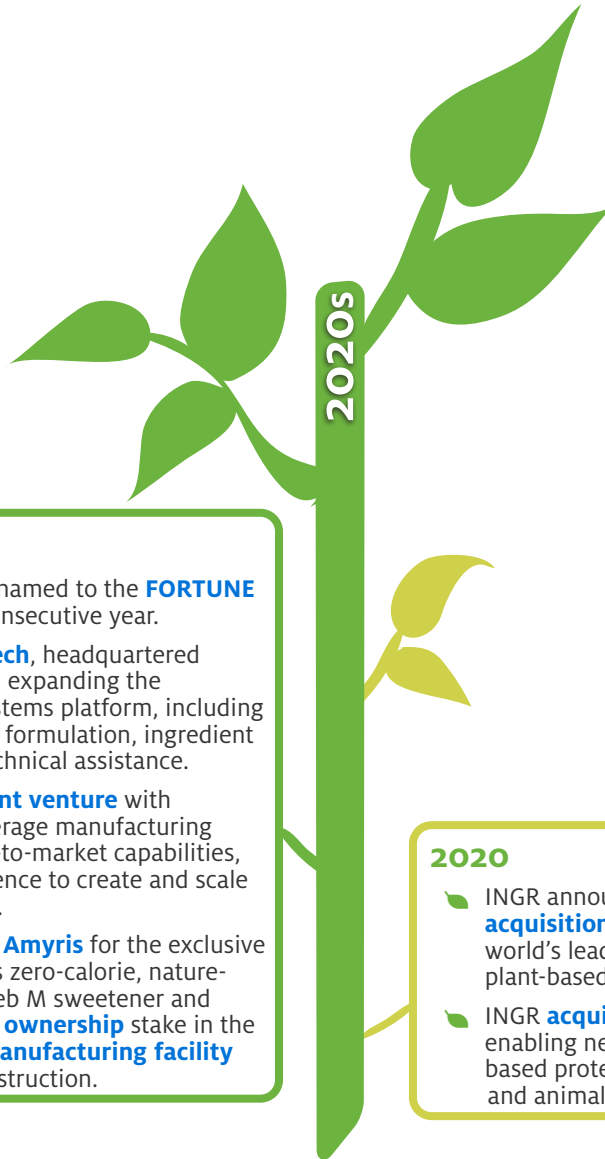 2020s
named to the FORTUNE
nsecutive year.
ech, headquartered
expanding the
stems platform, including
formulation, ingredient
chnical assistance.
nt venture with
erage manufacturing
-to-market capabilities,
ence to create and scale
Amyris for the exclusive
s zero-calorie, nature-
eb M sweetener and
ownership stake in the
anufacturing facility
struction.
2020
INGR annou
acquisition
world's lead
plant-based
INGR acqui
enabling ne
based prote
and animal